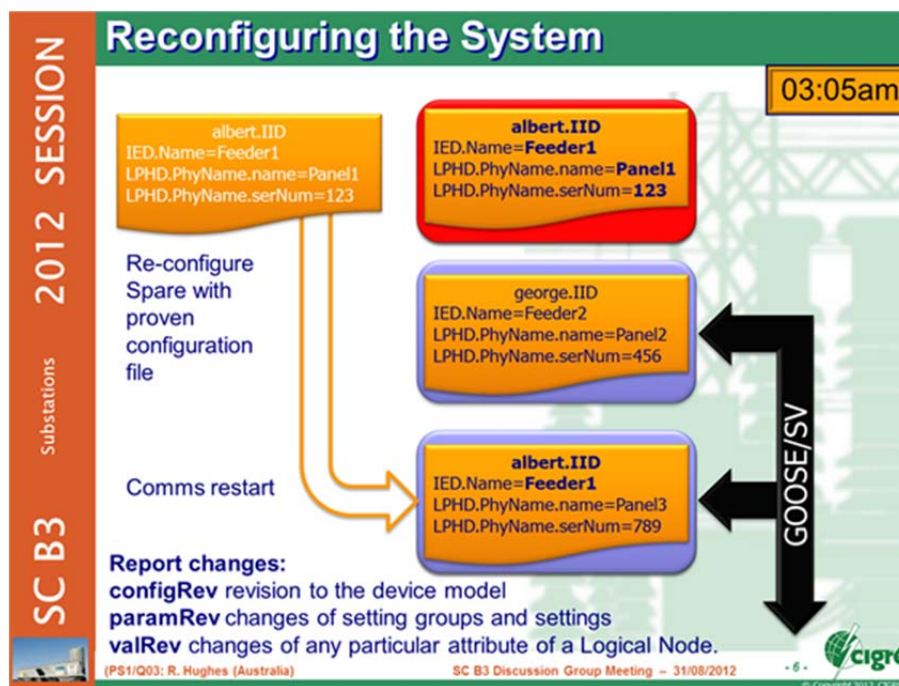 Reconfiguring the System
03:05am
SC B3 Substations 2012 SESSION
albert.IID
IED.Name=Feeder1
LPHD.PhyName.name=Panel1
LPHD.PhyName.serNum=123
albert.IID
IED.Name=Feeder1
LPHD.PhyName.name=Panel1
LPHD.PhyName.serNum=123
Re-configure
Spare with
proven
configuration
file
george.IID
IED.Name=Feeder2
LPHD.PhyName.name=Panel2
LPHD.PhyName.serNum=456
Comms restart
albert.IID
IED.Name=Feeder1
LPHD.PhyName.name=Panel3
LPHD.PhyName.serNum=789
GOOSE/SV
Report changes:
configRev revision to the device model
paramRev changes of setting groups and settings
valRev changes of any particular attribute of a Logical Node.
(PS1/Q03: R. Hughes (Australia)
SC B3 Discussion Group Meeting – 31/08/2012
- 6 -
cigre